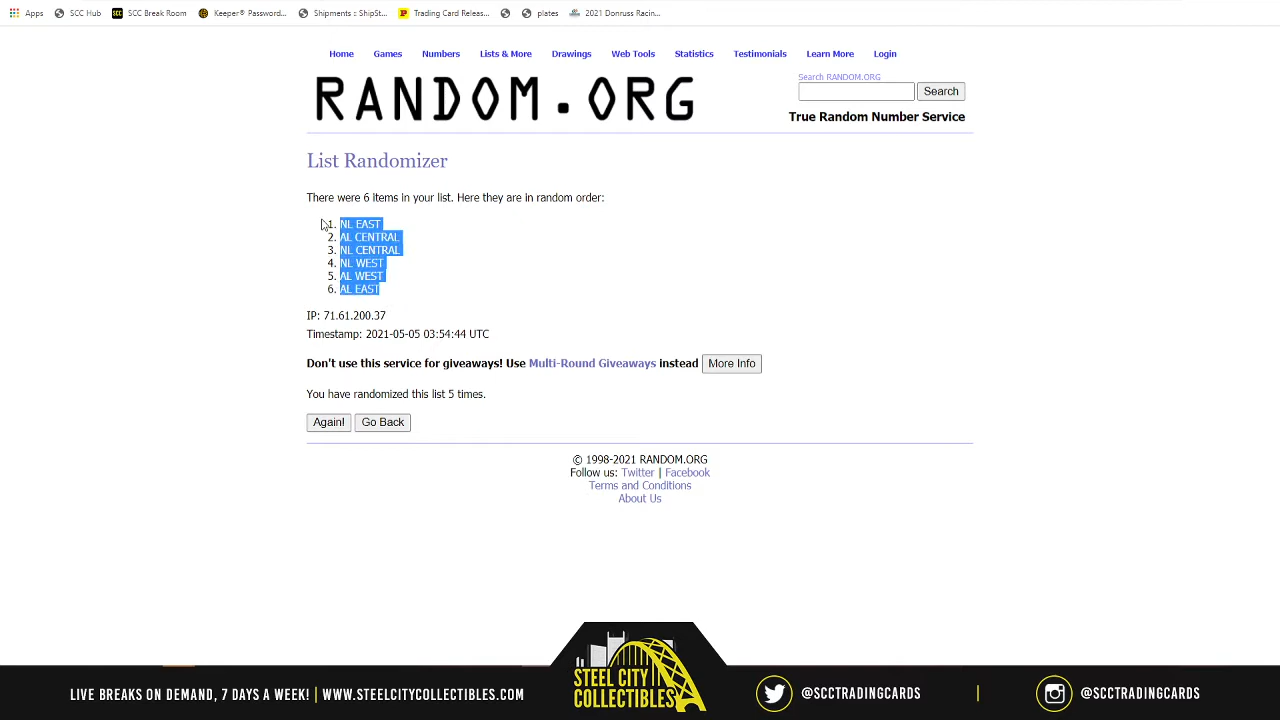 Apps SCC Hub SCC Break Room Keeper® Password... Shipments :: ShipSt... Trading Card Releas... plates 2021 Donruss Racin...
Home Games Numbers Lists & More Drawings Web Tools Statistics Testimonials Learn More Login
RANDOM.ORG
Search RANDOM.ORG
Search
True Random Number Service
List Randomizer
There were 6 items in your list. Here they are in random order:
1. NL EAST
2. AL CENTRAL
3. NL CENTRAL
4. NL WEST
5. AL WEST
6. AL EAST
IP: 71.61.200.37
Timestamp: 2021-05-05 03:54:44 UTC
Don't use this service for giveaways! Use Multi-Round Giveaways instead More Info
You have randomized this list 5 times.
Again! Go Back
© 1998-2021 RANDOM.ORG
Follow us: Twitter | Facebook
Terms and Conditions
About Us
LIVE BREAKS ON DEMAND, 7 DAYS A WEEK! | WWW.STEELCITYCOLLECTIBLES.COM
STEEL CITY
COLLECTIBLES
@SCCTRADINGCARDS | @SCCTRADINGCARDS